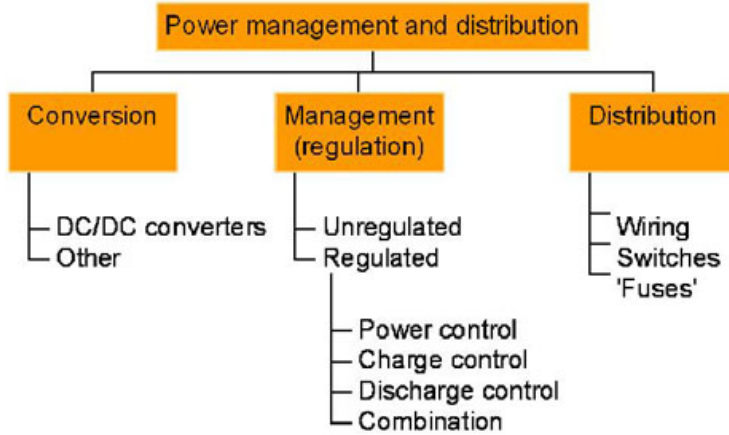 Power management and distribution
Conversion
Management
(regulation)
Distribution
DC/DC converters
Other
Unregulated
Regulated
Power control
Charge control
Discharge control
Combination
Wiring
Switches
'Fuses'